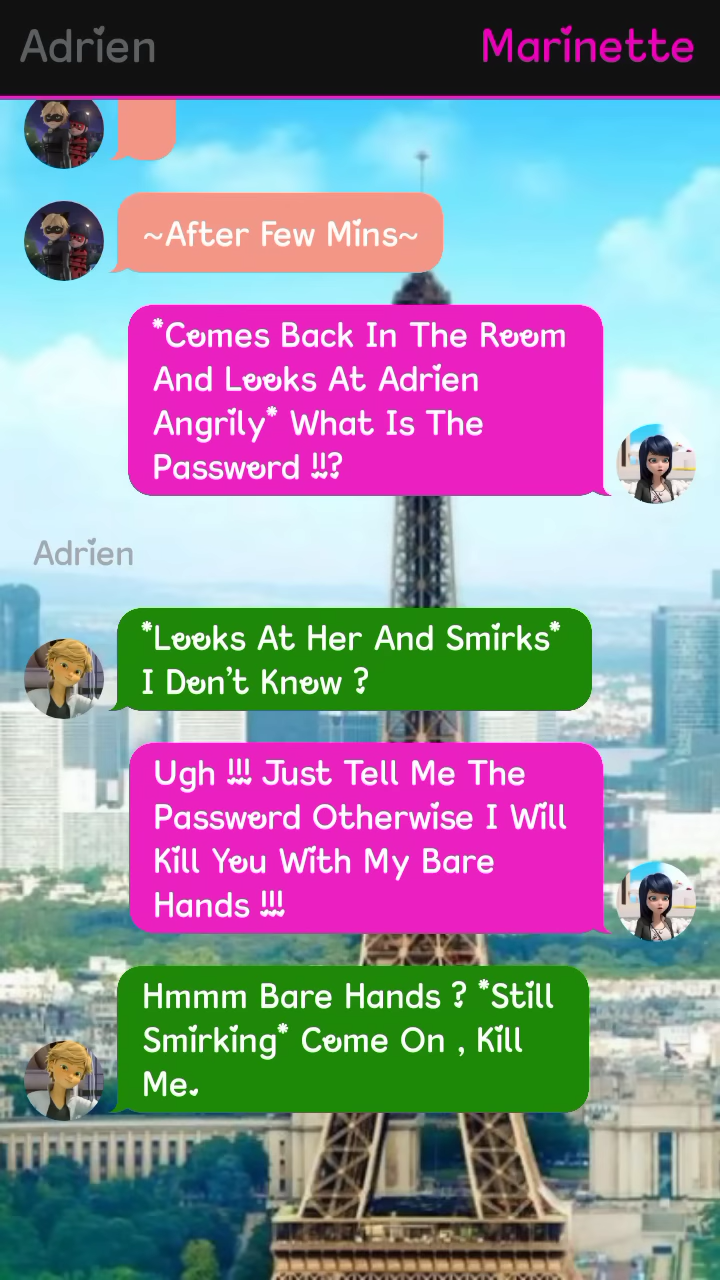 Adrien
Marinette
~After Few Mins~
*Comes Back In The Room
And Looks At Adrien
Angrily* What Is The
Password !!?
Adrien
*Looks At Her And Smirks*
I Don't Know ?
Ugh !!! Just Tell Me The
Password Otherwise I Will
Kill You With My Bare
Hands !!!
Hmmm Bare Hands ? *Still
Smirking* Come On , Kill
Me.